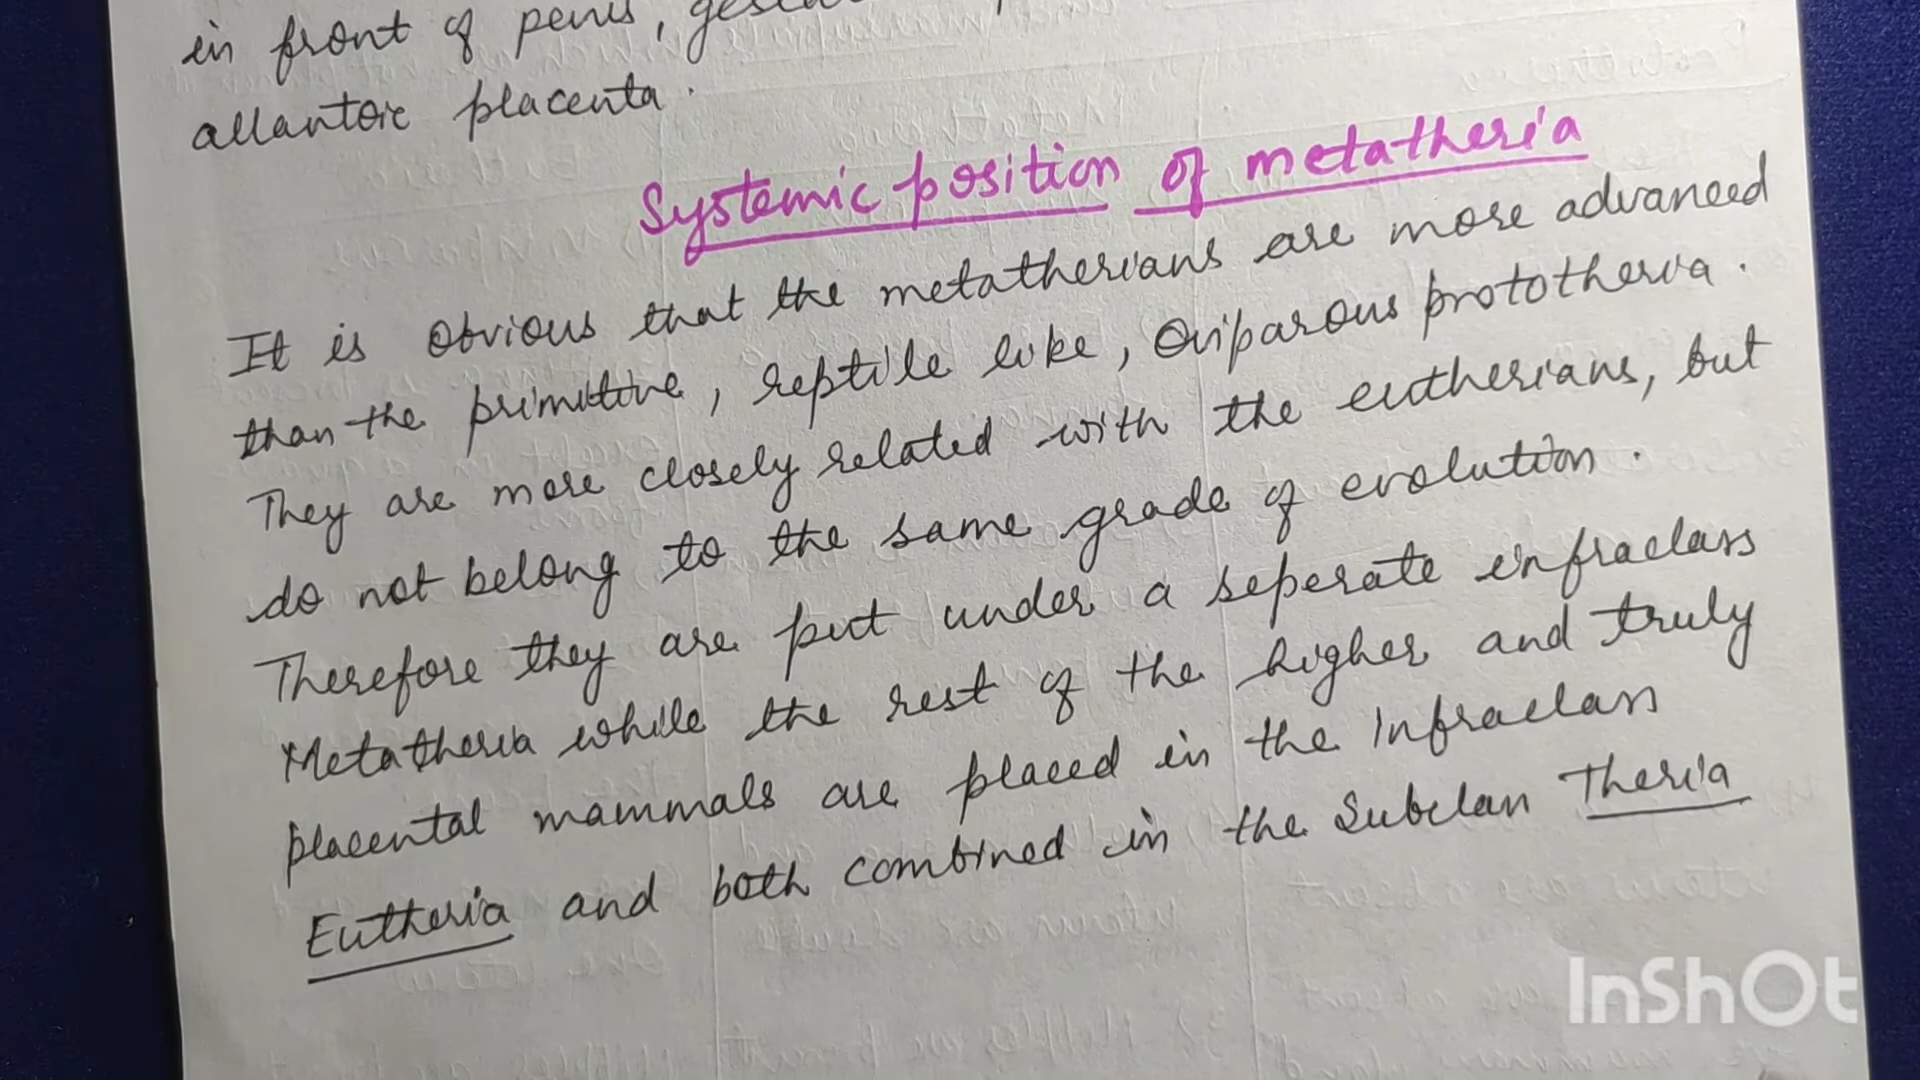 in front of penis,
allantoic placenta.
Systemic position of metatheria
It is obvious that the metatherians are more advanced
than the primitive, reptile like, Oviparous prototheria.
They are more closely related with the eutherians, but
do not belong to the same grade of evolution.
Therefore they are put under a seperate infraclass
Metatheria while the rest of the higher and truly
placental mammals are placed in the Infraclass
Eutheria and both combined in the Subclass Theria
InShOt